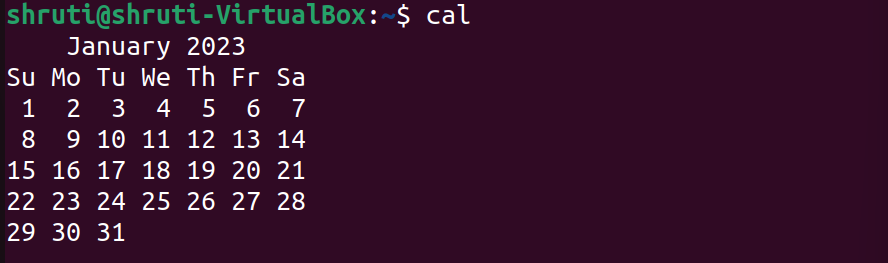 shruti@shruti-VirtualBox:~$ cal
January 2023
Su Mo Tu We Th Fr Sa
1 2 3 4 5 6 7
8 9 10 11 12 13 14
15 16 17 18 19 20 21
22 23 24 25 26 27 28
29 30 31